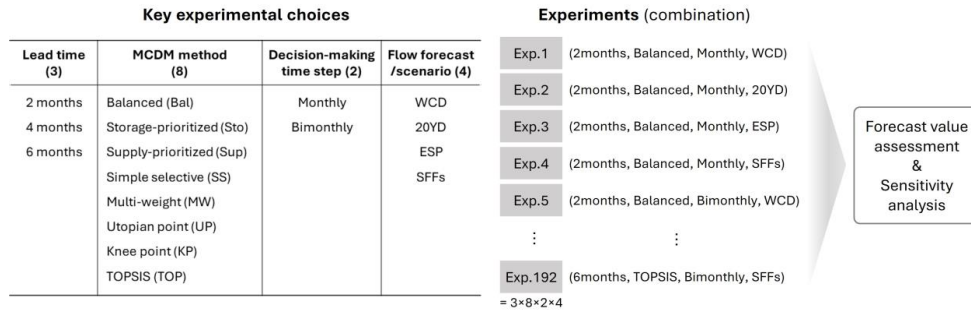 Key experimental choices
Lead time (3)
MCDM method (8)
Decision-making time step (2)
Flow forecast /scenario (4)
2 months
Balanced (Bal)
Monthly
WCD
4 months
Storage-prioritized (Sto)
Bimonthly
20YD
6 months
Supply-prioritized (Sup)
ESP
Simple selective (SS)
SFFs
Multi-weight (MW)
Utopian point (UP)
Knee point (KP)
TOPSIS (TOP)
Experiments (combination)
Exp.1 (2months, Balanced, Monthly, WCD)
Exp.2 (2months, Balanced, Monthly, 20YD)
Exp.3 (2months, Balanced, Monthly, ESP)
Exp.4 (2months, Balanced, Monthly, SFFs)
Exp.5 (2months, Balanced, Bimonthly, WCD)
⋮ ⋮
Exp.192 (6months, TOPSIS, Bimonthly, SFFs)
= 3×8×2×4
Forecast value
assessment
&
Sensitivity
analysis